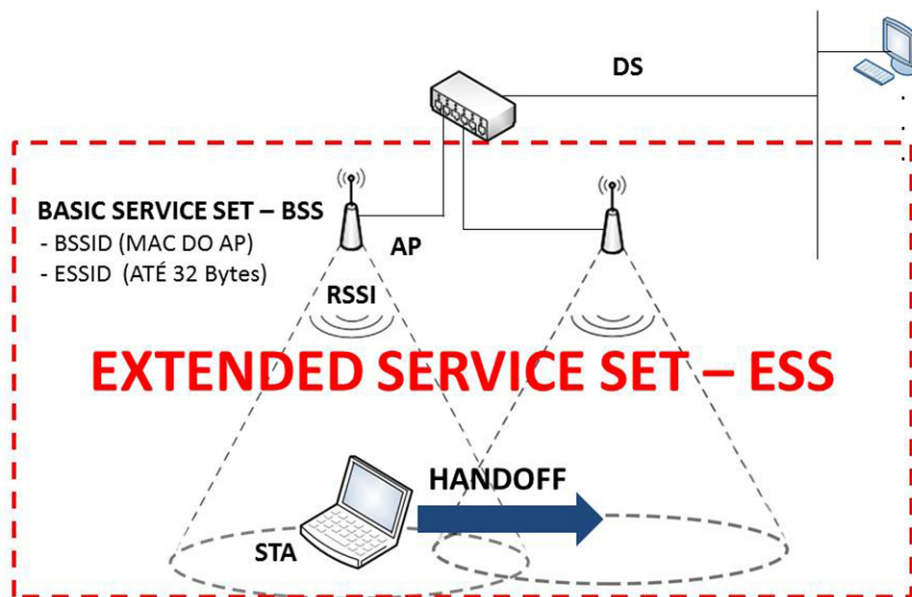 DS
BASIC SERVICE SET – BSS
- BSSID (MAC DO AP)
- ESSID (ATÉ 32 Bytes)
AP
RSSI
EXTENDED SERVICE SET – ESS
HANDOFF
STA